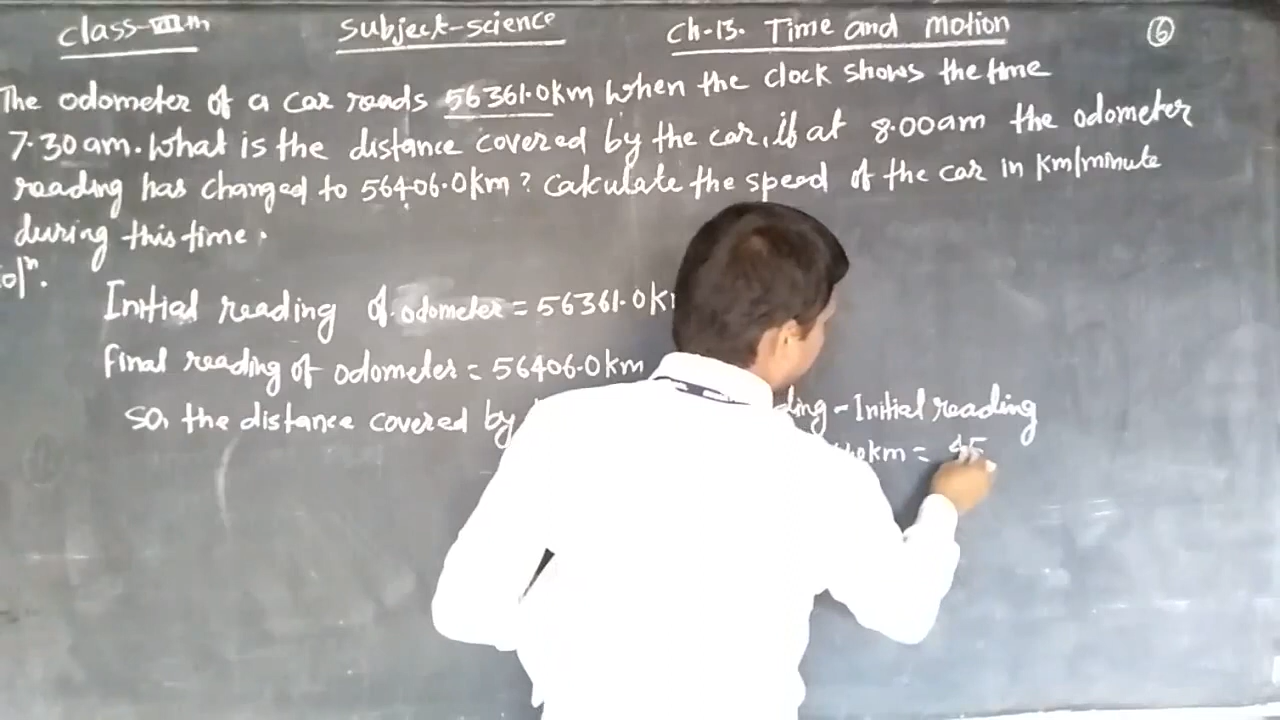 class-VIIth Subject-science Ch-13. Time and Motion 6
The odometer of a car reads 56361.0km when the clock shows the time
7.30am. What is the distance covered by the car, if at 8.00am the odometer
reading has changed to 56406.0km? Calculate the speed of the car in Km/minute
during this time.
Initial reading of odometer = 56361.0k
Final reading of odometer = 56406.0km
so, the distance covered by - Initial reading
km = 45